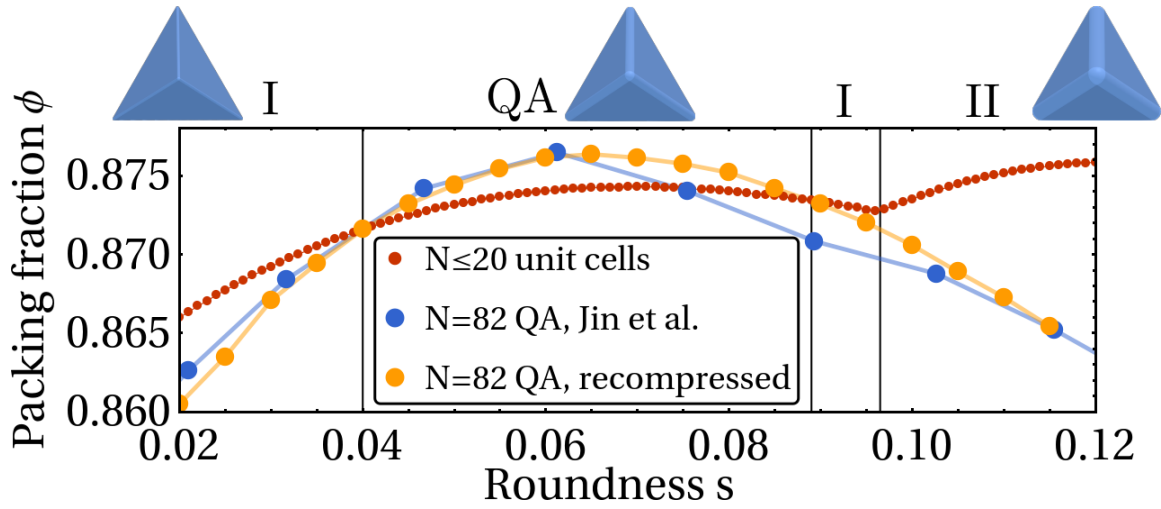 I QA I II
Packing fraction ϕ
0.875
0.870
0.865
0.860
N≤20 unit cells
N=82 QA, Jin et al.
N=82 QA, recompressed
0.02 0.04 0.06 0.08 0.10 0.12
Roundness s